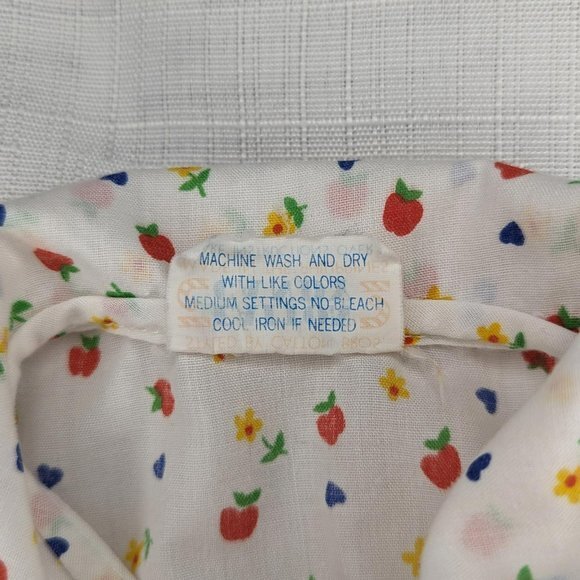 MACHINE WASH AND DRY
WITH LIKE COLORS
MEDIUM SETTINGS NO BLEACH
COOL IRON IF NEEDED